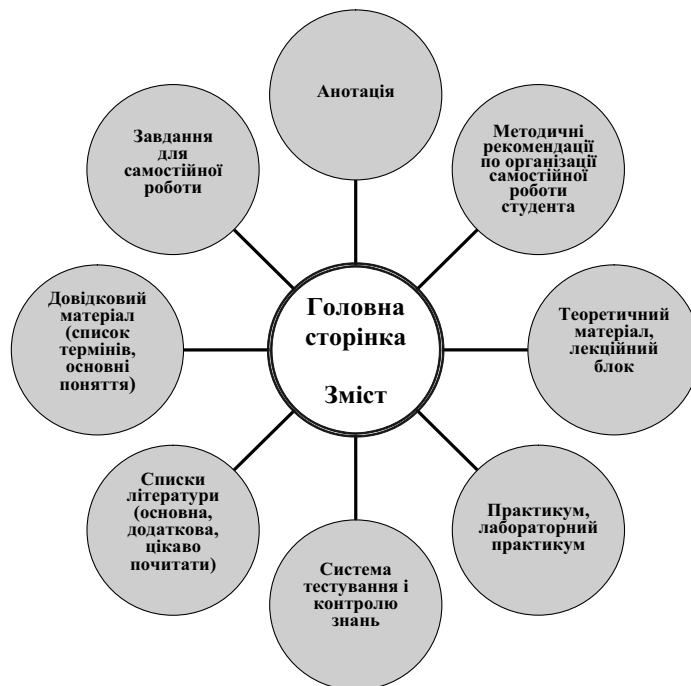 Анотація
Методичні
рекомендації
по організації
самостійної
роботи
студента
Теоретичний
матеріал,
лекційний
блок
Практикум,
лабораторний
практикум
Система
тестування і
контролю
знань
Списки
літератури
(основна,
додаткова,
цікаво
почитати)
Довідковий
матеріал
(список
термінів,
основні
поняття)
Завдання
для
самостійної
роботи
Головна
сторінка
Зміст